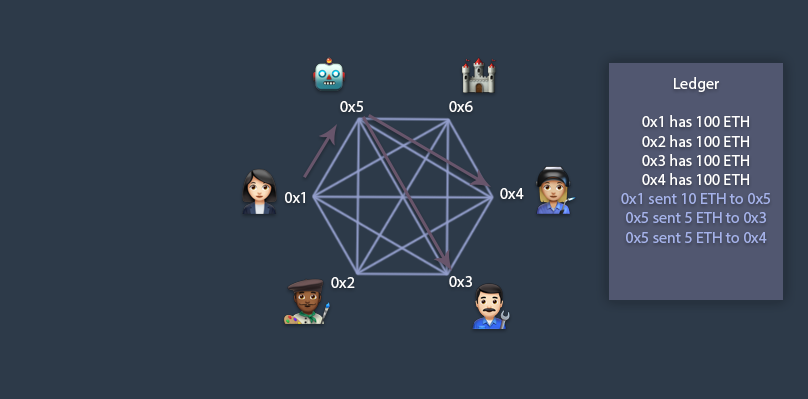 0x5
0x6
0x1
0x4
0x2
0x3
Ledger
0x1 has 100 ETH
0x2 has 100 ETH
0x3 has 100 ETH
0x4 has 100 ETH
0x1 sent 10 ETH to 0x5
0x5 sent 5 ETH to 0x3
0x5 sent 5 ETH to 0x4